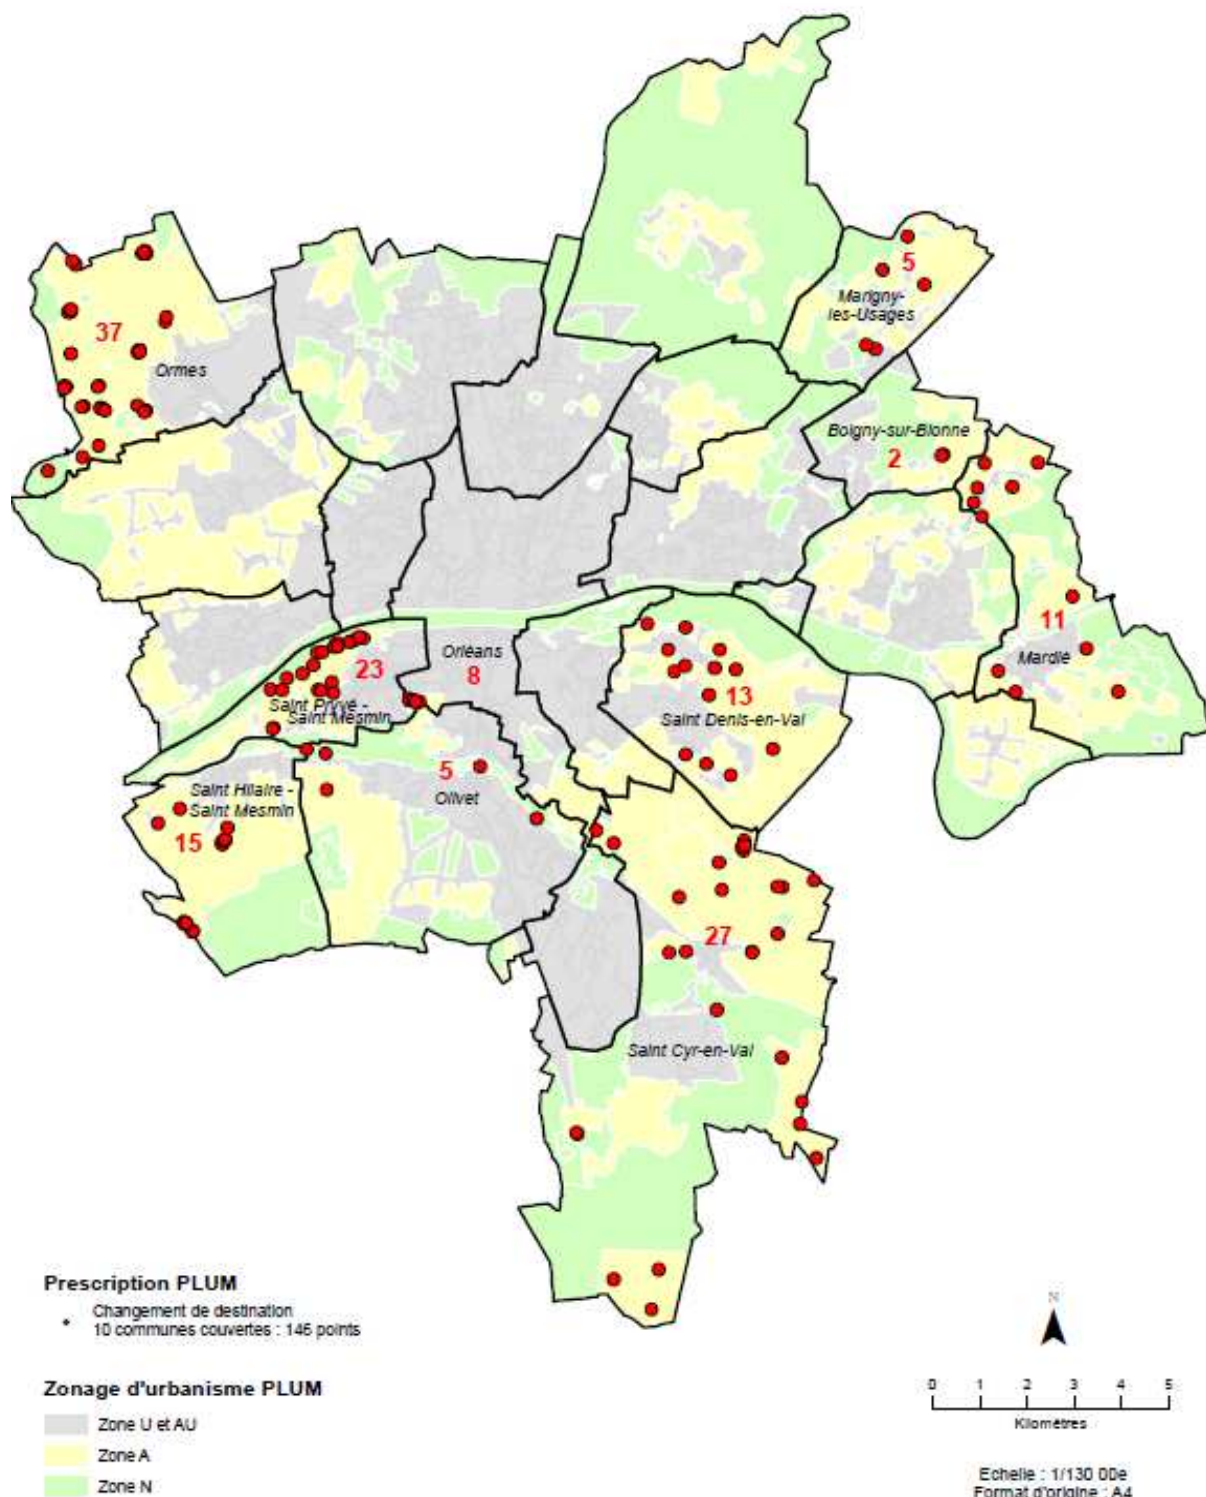 5
Marigny-
les-Usages
37
Ormes
Boigny-sur-Bionne
2
11
Mardié
Orléans
8
23
Saint Pryvé -
Saint Mesmin
13
Saint Denis-en-Val
5
Olivet
Saint Hilaire -
Saint Mesmin
15
27
Saint Cyr-en-Val
Prescription PLUM
Changement de destination
10 communes couvertes : 146 points
Zonage d'urbanisme PLUM
Zone U et AU
Zone A
Zone N
N
0 1 2 3 4 5
Kilomètres
Echelle : 1/130 00e
Format d'origine : A4